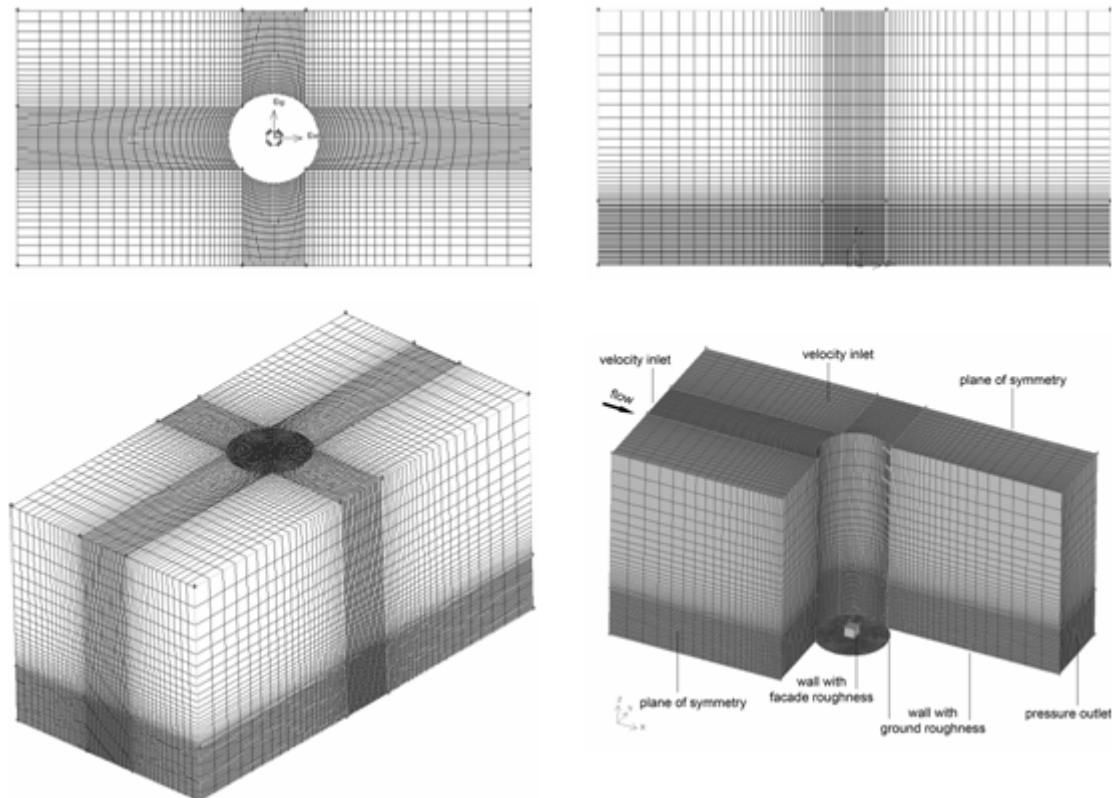 velocity inlet
velocity inlet
plane of symmetry
flow
wall with
facade roughness
plane of symmetry
wall with
ground roughness
pressure outlet